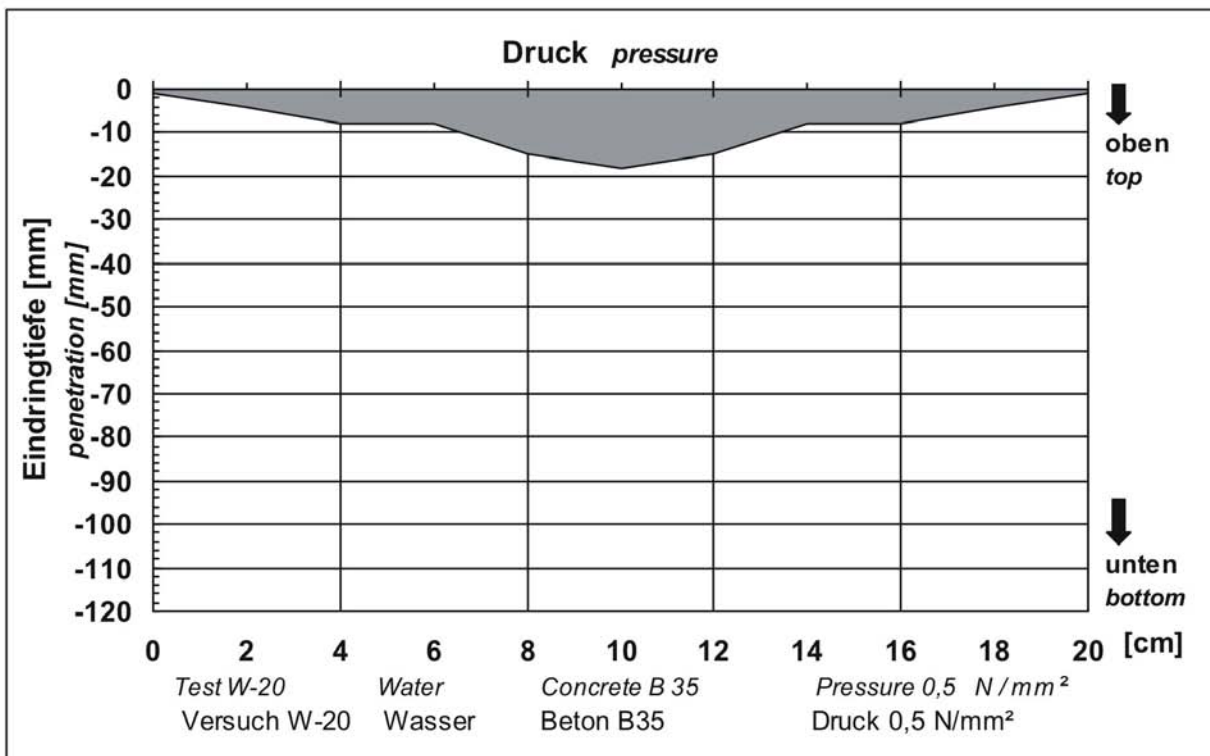 Druck pressure
Eindringtiefe [mm]
penetration [mm]
0
-10
-20
-30
-40
-50
-60
-70
-80
-90
-100
-110
-120
oben
top
unten
bottom
0 2 4 6 8 10 12 14 16 18 20 [cm]
Test W-20 Water Concrete B 35 Pressure 0,5 N / mm²
Versuch W-20 Wasser Beton B35 Druck 0,5 N/mm²